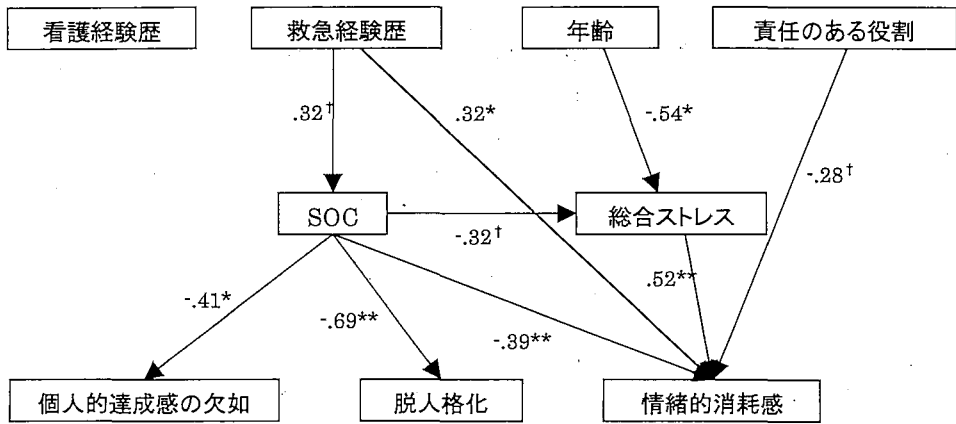 看護経験歴 救急経験歴 年齢 責任のある役割
.32† .32* -.54*
-.28†
SOC 総合ストレス
-.32†
-.41* -.69** -.39** .52**
個人的達成感の欠如 脱人格化 情緒的消耗感